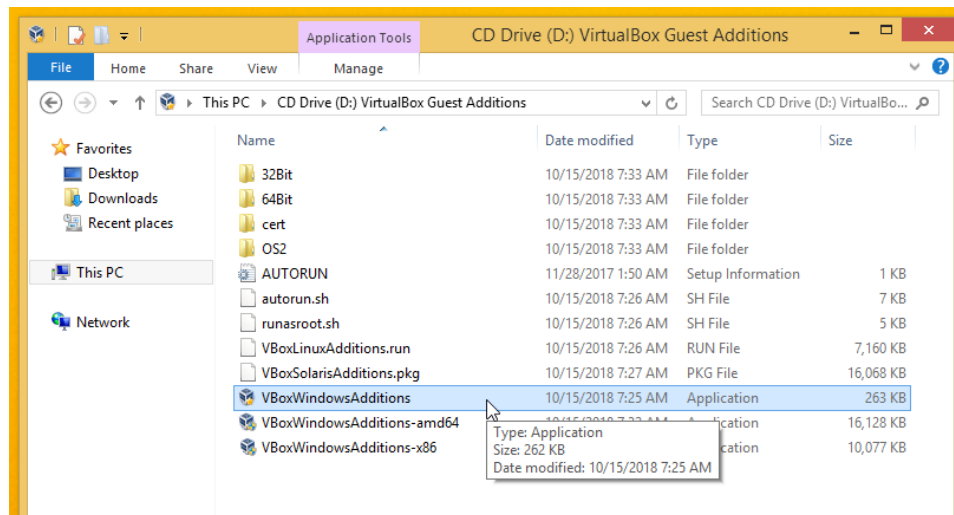 Application Tools CD Drive (D:) VirtualBox Guest Additions
File Home Share View Manage
This PC CD Drive (D:) VirtualBox Guest Additions Search CD Drive (D:) VirtualBo...
Favorites
Desktop
Downloads
Recent places
This PC
Network
Name Date modified Type Size
32Bit 10/15/2018 7:33 AM File folder
64Bit 10/15/2018 7:33 AM File folder
cert 10/15/2018 7:33 AM File folder
OS2 10/15/2018 7:33 AM File folder
AUTORUN 11/28/2017 1:50 AM Setup Information 1 KB
autorun.sh 10/15/2018 7:26 AM SH File 7 KB
runasroot.sh 10/15/2018 7:26 AM SH File 5 KB
VBoxLinuxAdditions.run 10/15/2018 7:26 AM RUN File 7,160 KB
VBoxSolarisAdditions.pkg 10/15/2018 7:27 AM PKG File 16,068 KB
VBoxWindowsAdditions 10/15/2018 7:25 AM Application 263 KB
VBoxWindowsAdditions-amd64 16,128 KB
VBoxWindowsAdditions-x86 10,077 KB
Type: Application
Size: 262 KB
Date modified: 10/15/2018 7:25 AM